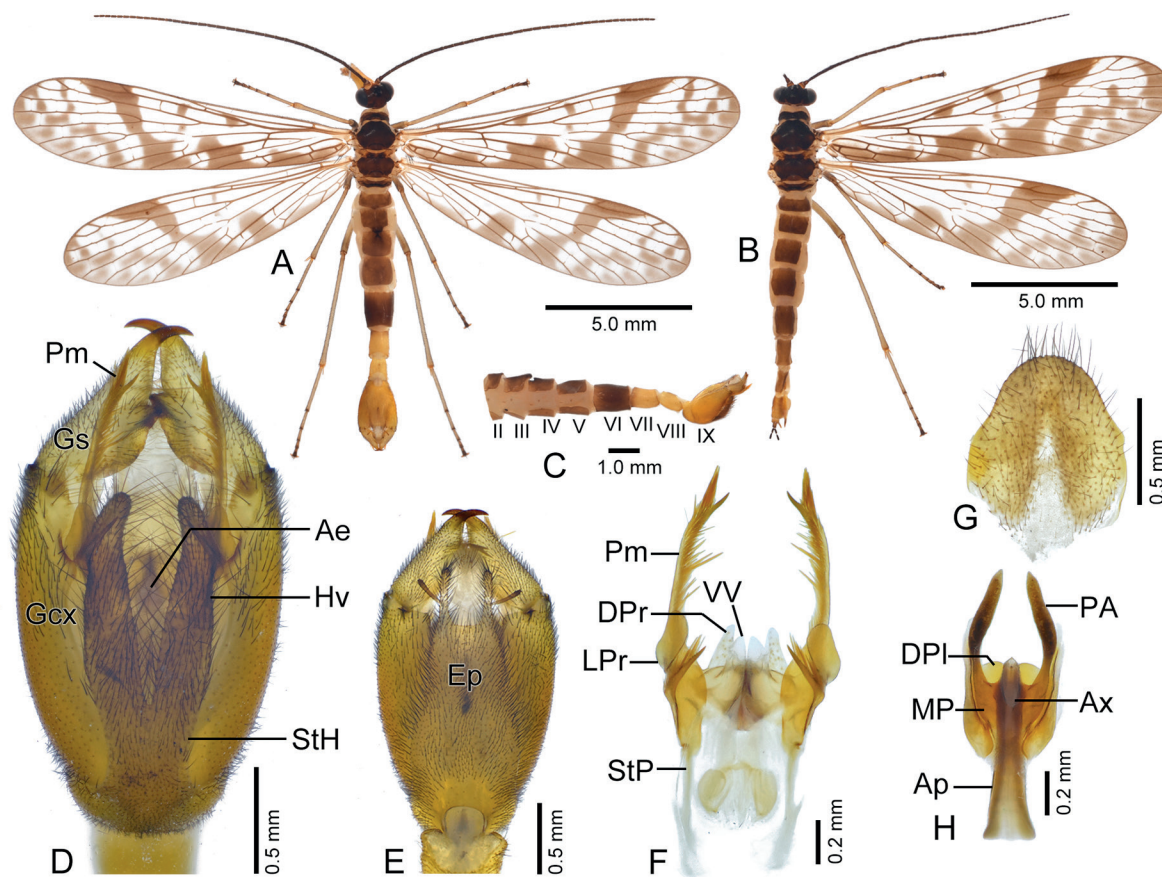 A
5.0 mm
B
5.0 mm
II III IV V VI VII VIII IX
C
1.0 mm
Pm
Gs
Ae
Gcx
Hv
StH
D
0.5 mm
Ep
E
0.5 mm
Pm
VV
DPr
LPr
StP
F
0.2 mm
G
0.5 mm
PA
DPl
MP
Ax
Ap
H
0.2 mm